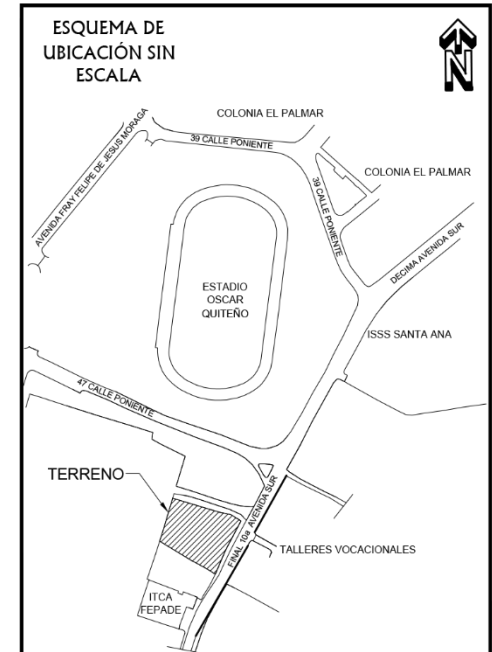 ESQUEMA DE
UBICACIÓN SIN
ESCALA
N
COLONIA EL PALMAR
AVENIDA FRAY FELIPE DE JESUS MORAGA
39 CALLE PONIENTE
COLONIA EL PALMAR
39 CALLE PONIENTE
DECIMA AVENIDA SUR
ESTADIO
OSCAR
QUITEÑO
ISSS SANTA ANA
47 CALLE PONIENTE
TERRENO
FINAL 10a AVENIDA SUR
TALLERES VOCACIONALES
ITCA
FEPADE